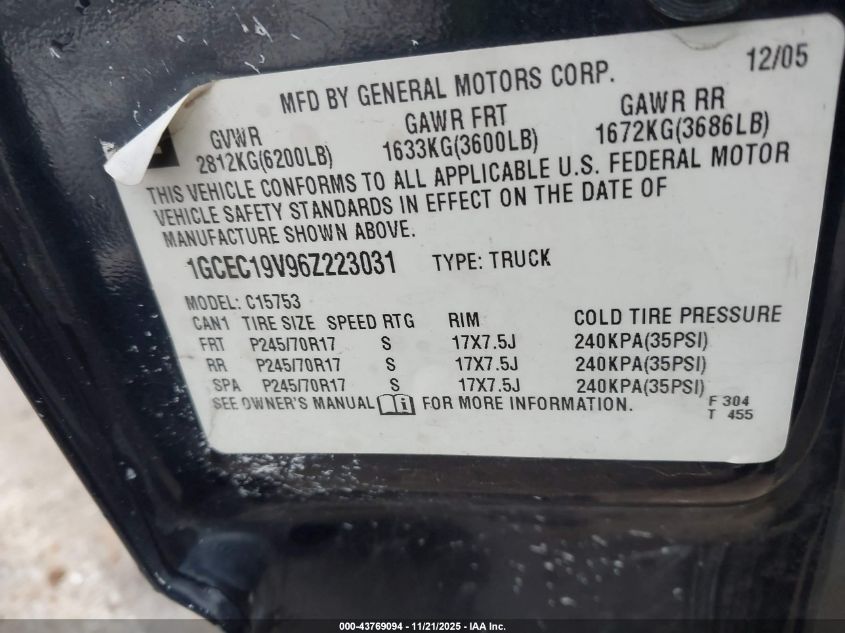 MFD BY GENERAL MOTORS CORP. 12/05
GVWR GAWR FRT GAWR RR
2812KG(6200LB) 1633KG(3600LB) 1672KG(3686LB)
THIS VEHICLE CONFORMS TO ALL APPLICABLE U.S. FEDERAL MOTOR
VEHICLE SAFETY STANDARDS IN EFFECT ON THE DATE OF
MANUFACTURE SHOWN ABOVE.
1GCEC19V96Z223031 TYPE: TRUCK
MODEL: C15753
CAN1 TIRE SIZE SPEED RTG RIM COLD TIRE PRESSURE
FRT P245/70R17 S 17X7.5J 240KPA(35PSI)
RR P245/70R17 S 17X7.5J 240KPA(35PSI)
SPA P245/70R17 S 17X7.5J 240KPA(35PSI)
SEE OWNER'S MANUAL FOR MORE INFORMATION. F 304
T 455
000-43769094 - 11/21/2025 - IAA Inc.